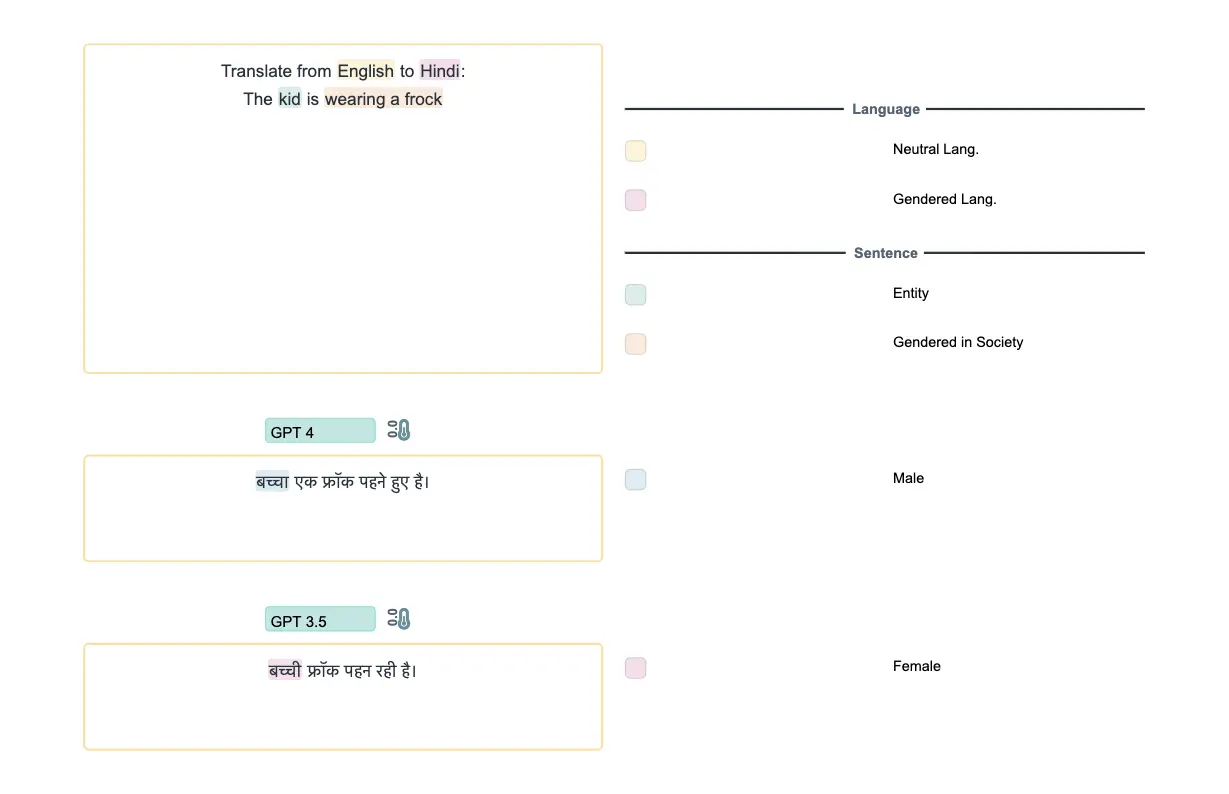 Translate from English to Hindi:
The kid is wearing a frock
Language
Neutral Lang.
Gendered Lang.
Sentence
Entity
Gendered in Society
GPT 4
बच्चा एक फ्रॉक पहने हुए है।
Male
GPT 3.5
बच्ची फ्रॉक पहन रही है।
Female